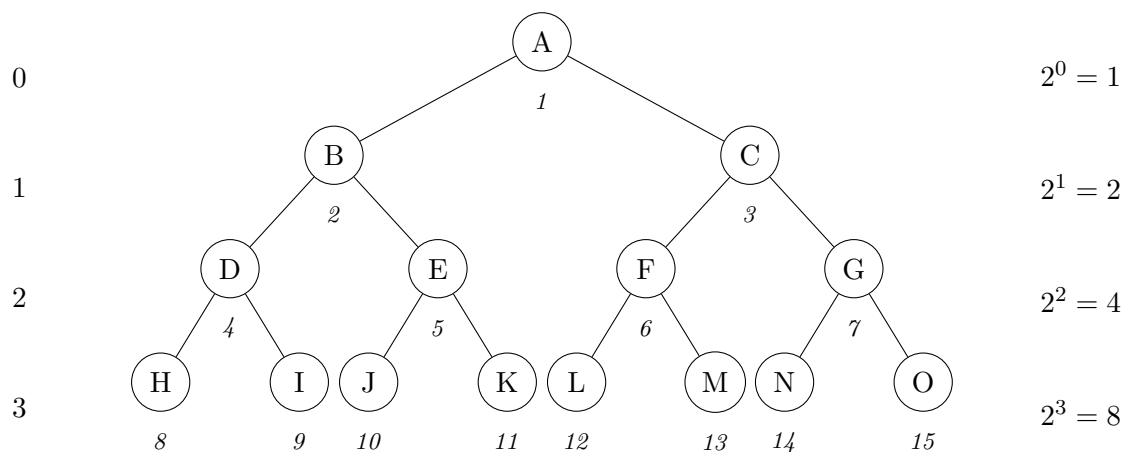 A
0 2^0 = 1
1
B C
1 2^1 = 2
2 3
D E F G
2 2^2 = 4
4 5 6 7
H I J K L M N O
3 2^3 = 8
8 9 10 11 12 13 14 15